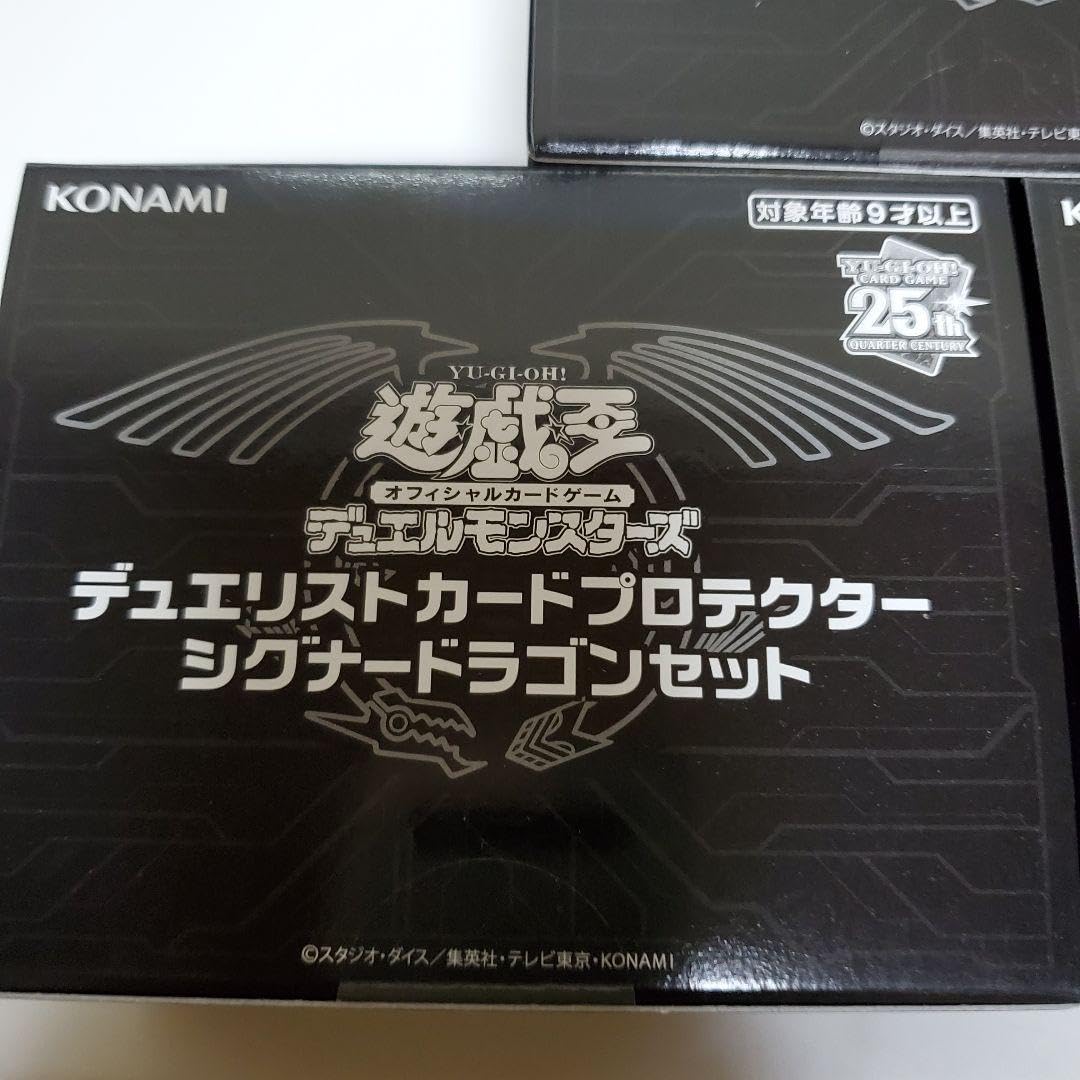 ©スタジオ・ダイス/集英社・テレビ東
KONAMI
対象年齢9才以上
YU-GI-OH!
CARD GAME
25th
QUARTER CENTURY
YU-GI-OH!
遊☆戯☆王
オフィシャルカードゲーム
デュエルモンスターズ
デュエリストカードプロテクター
シグナードラゴンセット
©スタジオ・ダイス/集英社・テレビ東京・KONAMI
K